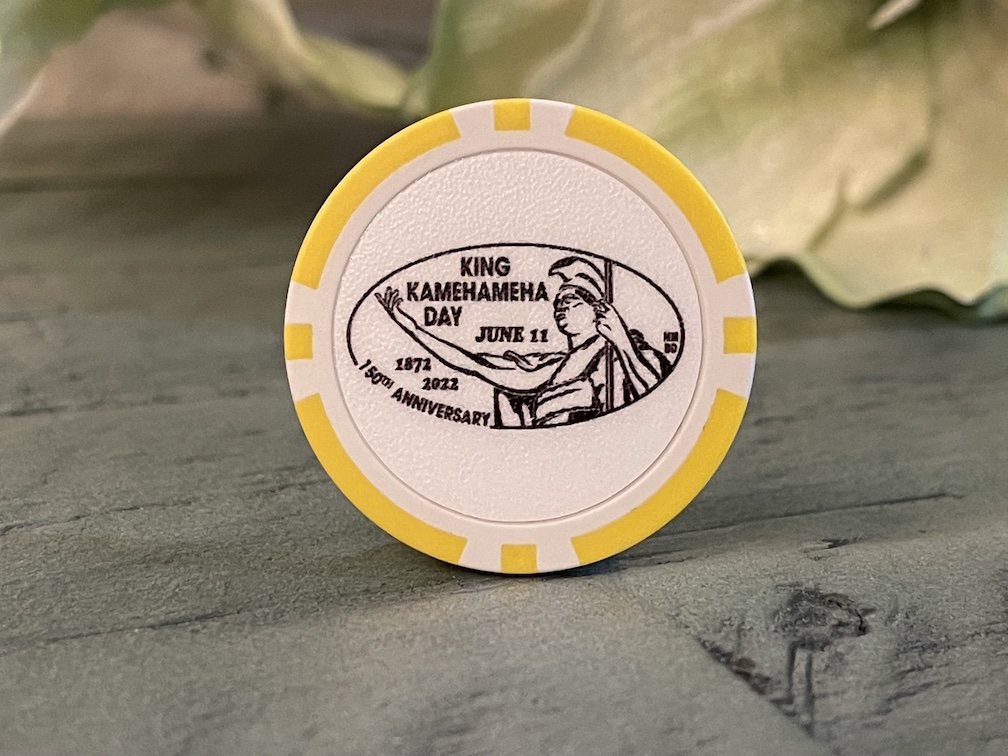 KING
KAMEHAMEHA
DAY
JUNE 11
1872
2022
150TH ANNIVERSARY